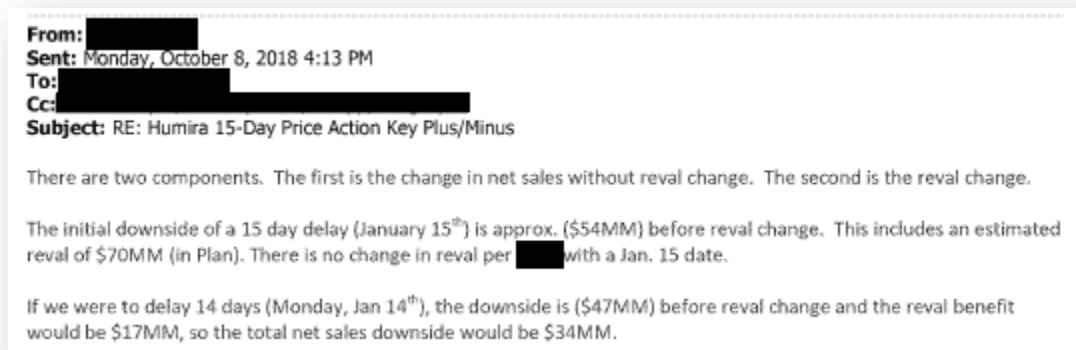 From:
Sent: Monday, October 8, 2018 4:13 PM
To:
Cc:
Subject: RE: Humira 15-Day Price Action Key Plus/Minus
There are two components. The first is the change in net sales without reval change. The second is the reval change.
The initial downside of a 15 day delay (January 15th) is approx. ($54MM) before reval change. This includes an estimated
reval of $70MM (in Plan). There is no change in reval per with a Jan. 15 date.
If we were to delay 14 days (Monday, Jan 14th), the downside is ($47MM) before reval change and the reval benefit
would be $17MM, so the total net sales downside would be $34MM.